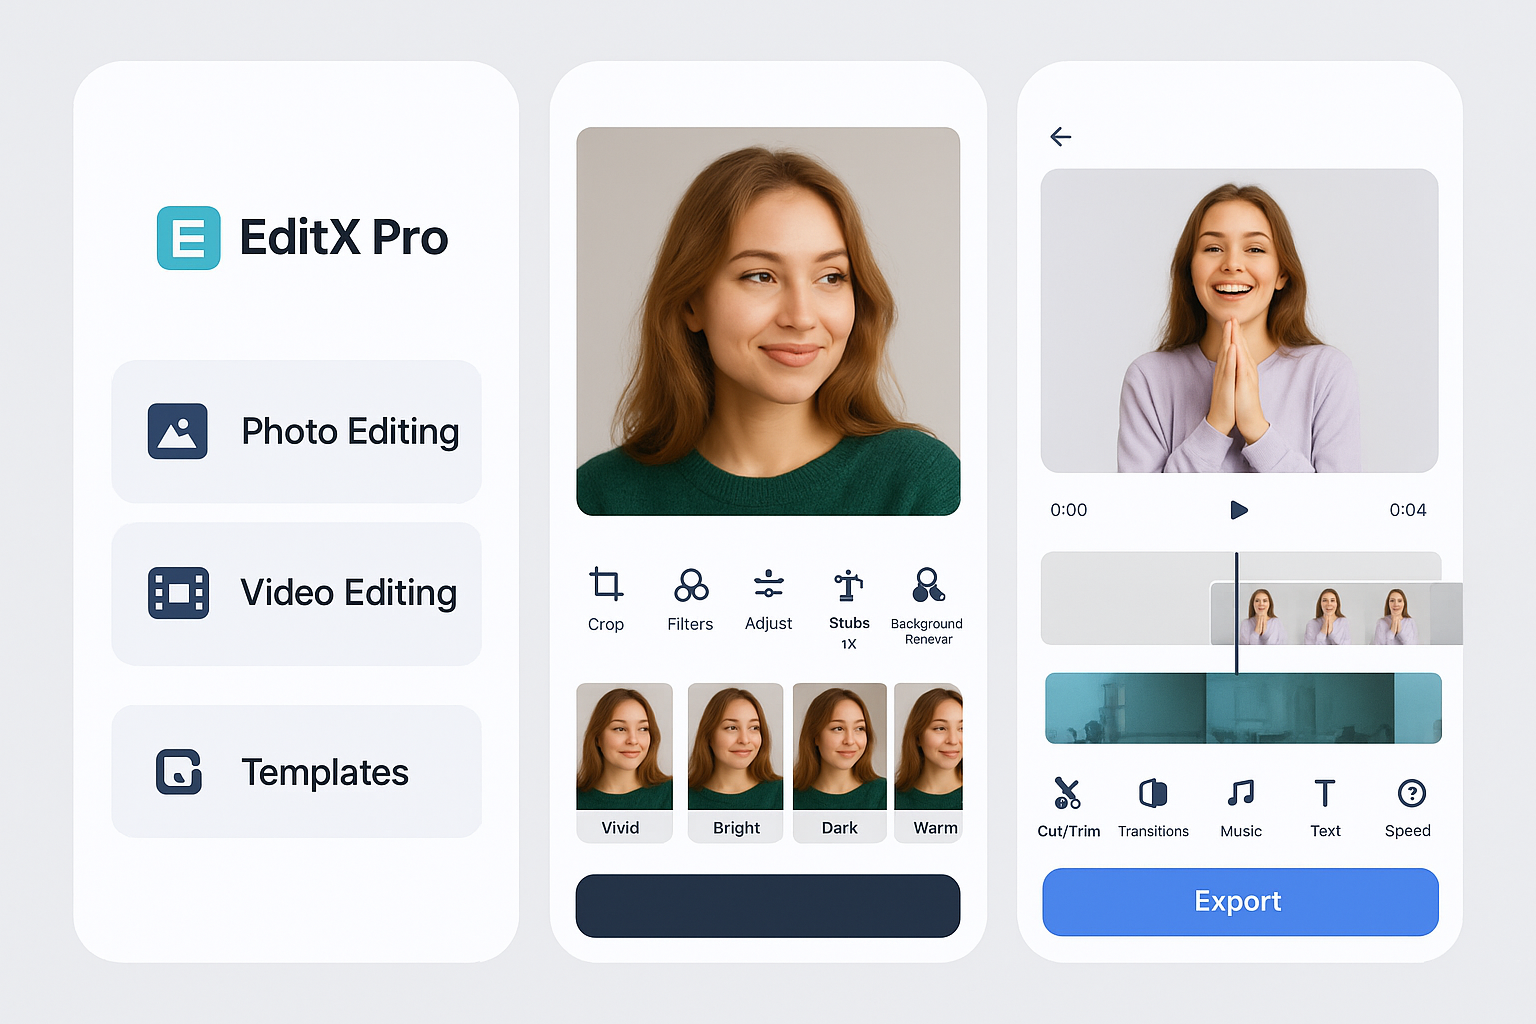 E EditX Pro
Photo Editing
Video Editing
Templates
Crop
Filters
Adjust
Stubs
1X
Background
Renevar
Vivid
Bright
Dark
Warm
0:00
0:04
Cut/Trim
Transitions
Music
T
Text
?
Speed
Export